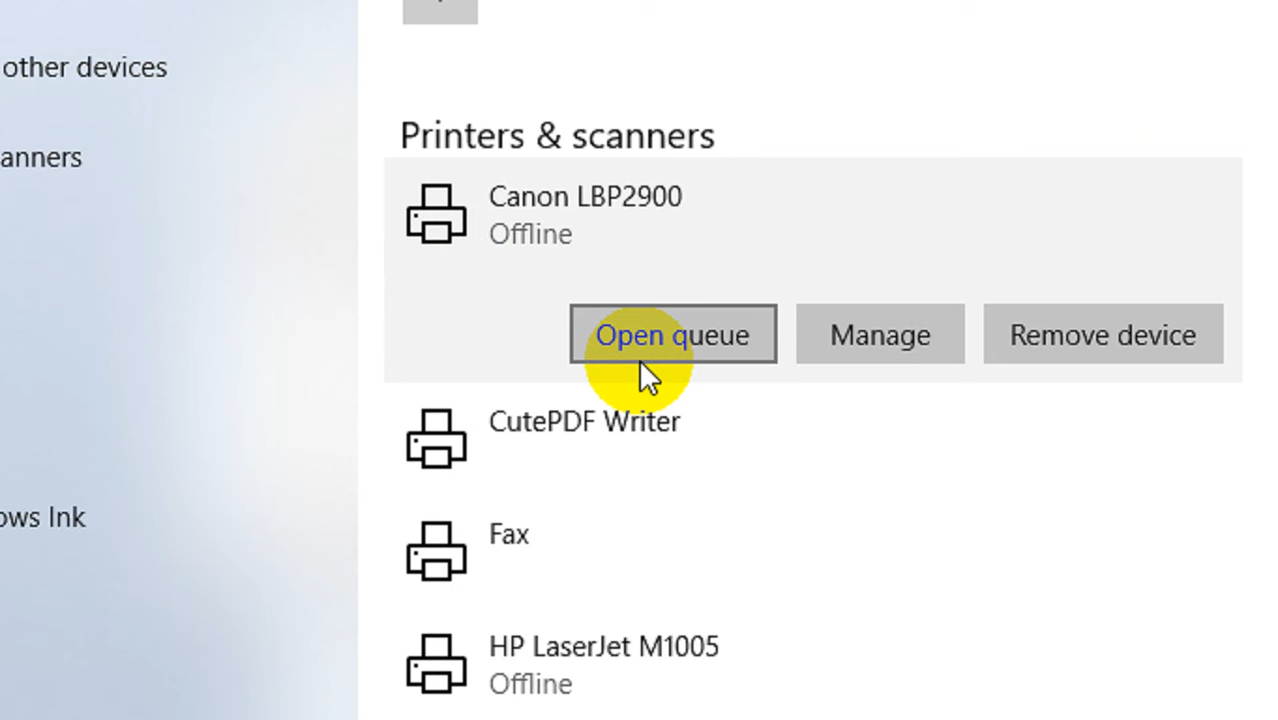 other devices
Printers & scanners
anners
Canon LBP2900
Offline
Open queue
Manage
Remove device
CutePDF Writer
ows Ink
Fax
HP LaserJet M1005
Offline